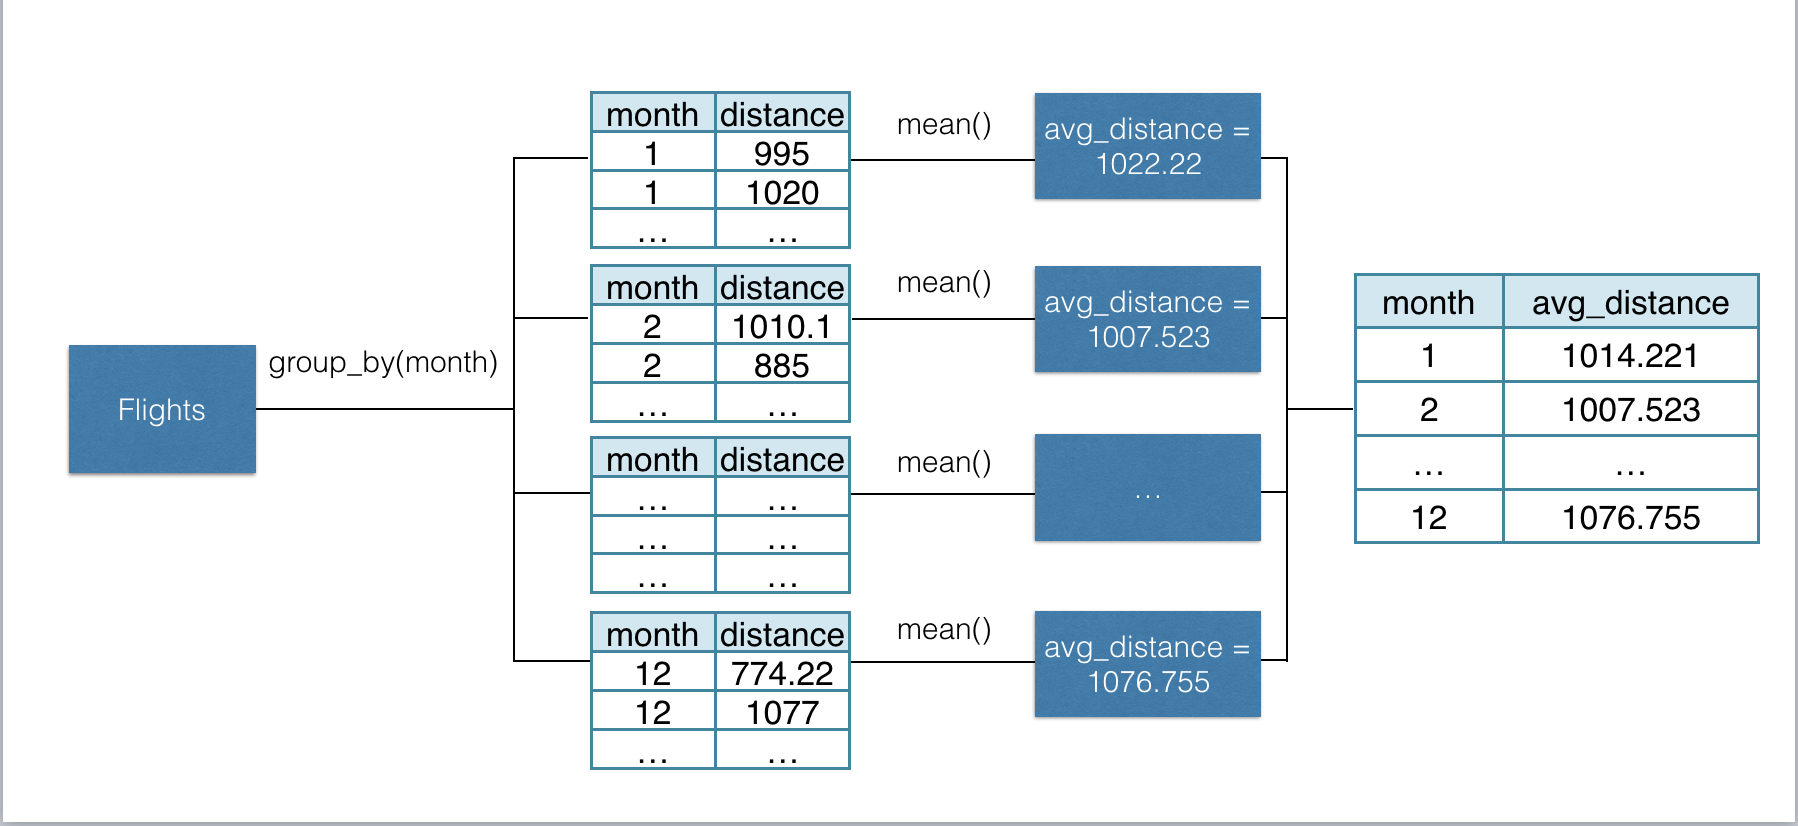 Flights
group_by(month)
month distance
1 995
1 1020
... ...
mean()
avg_distance =
1022.22
month distance
2 1010.1
2 885
... ...
mean()
avg_distance =
1007.523
month distance
... ...
... ...
... ...
mean()
...
month distance
12 774.22
12 1077
... ...
mean()
avg_distance =
1076.755
month avg_distance
1 1014.221
2 1007.523
... ...
12 1076.755